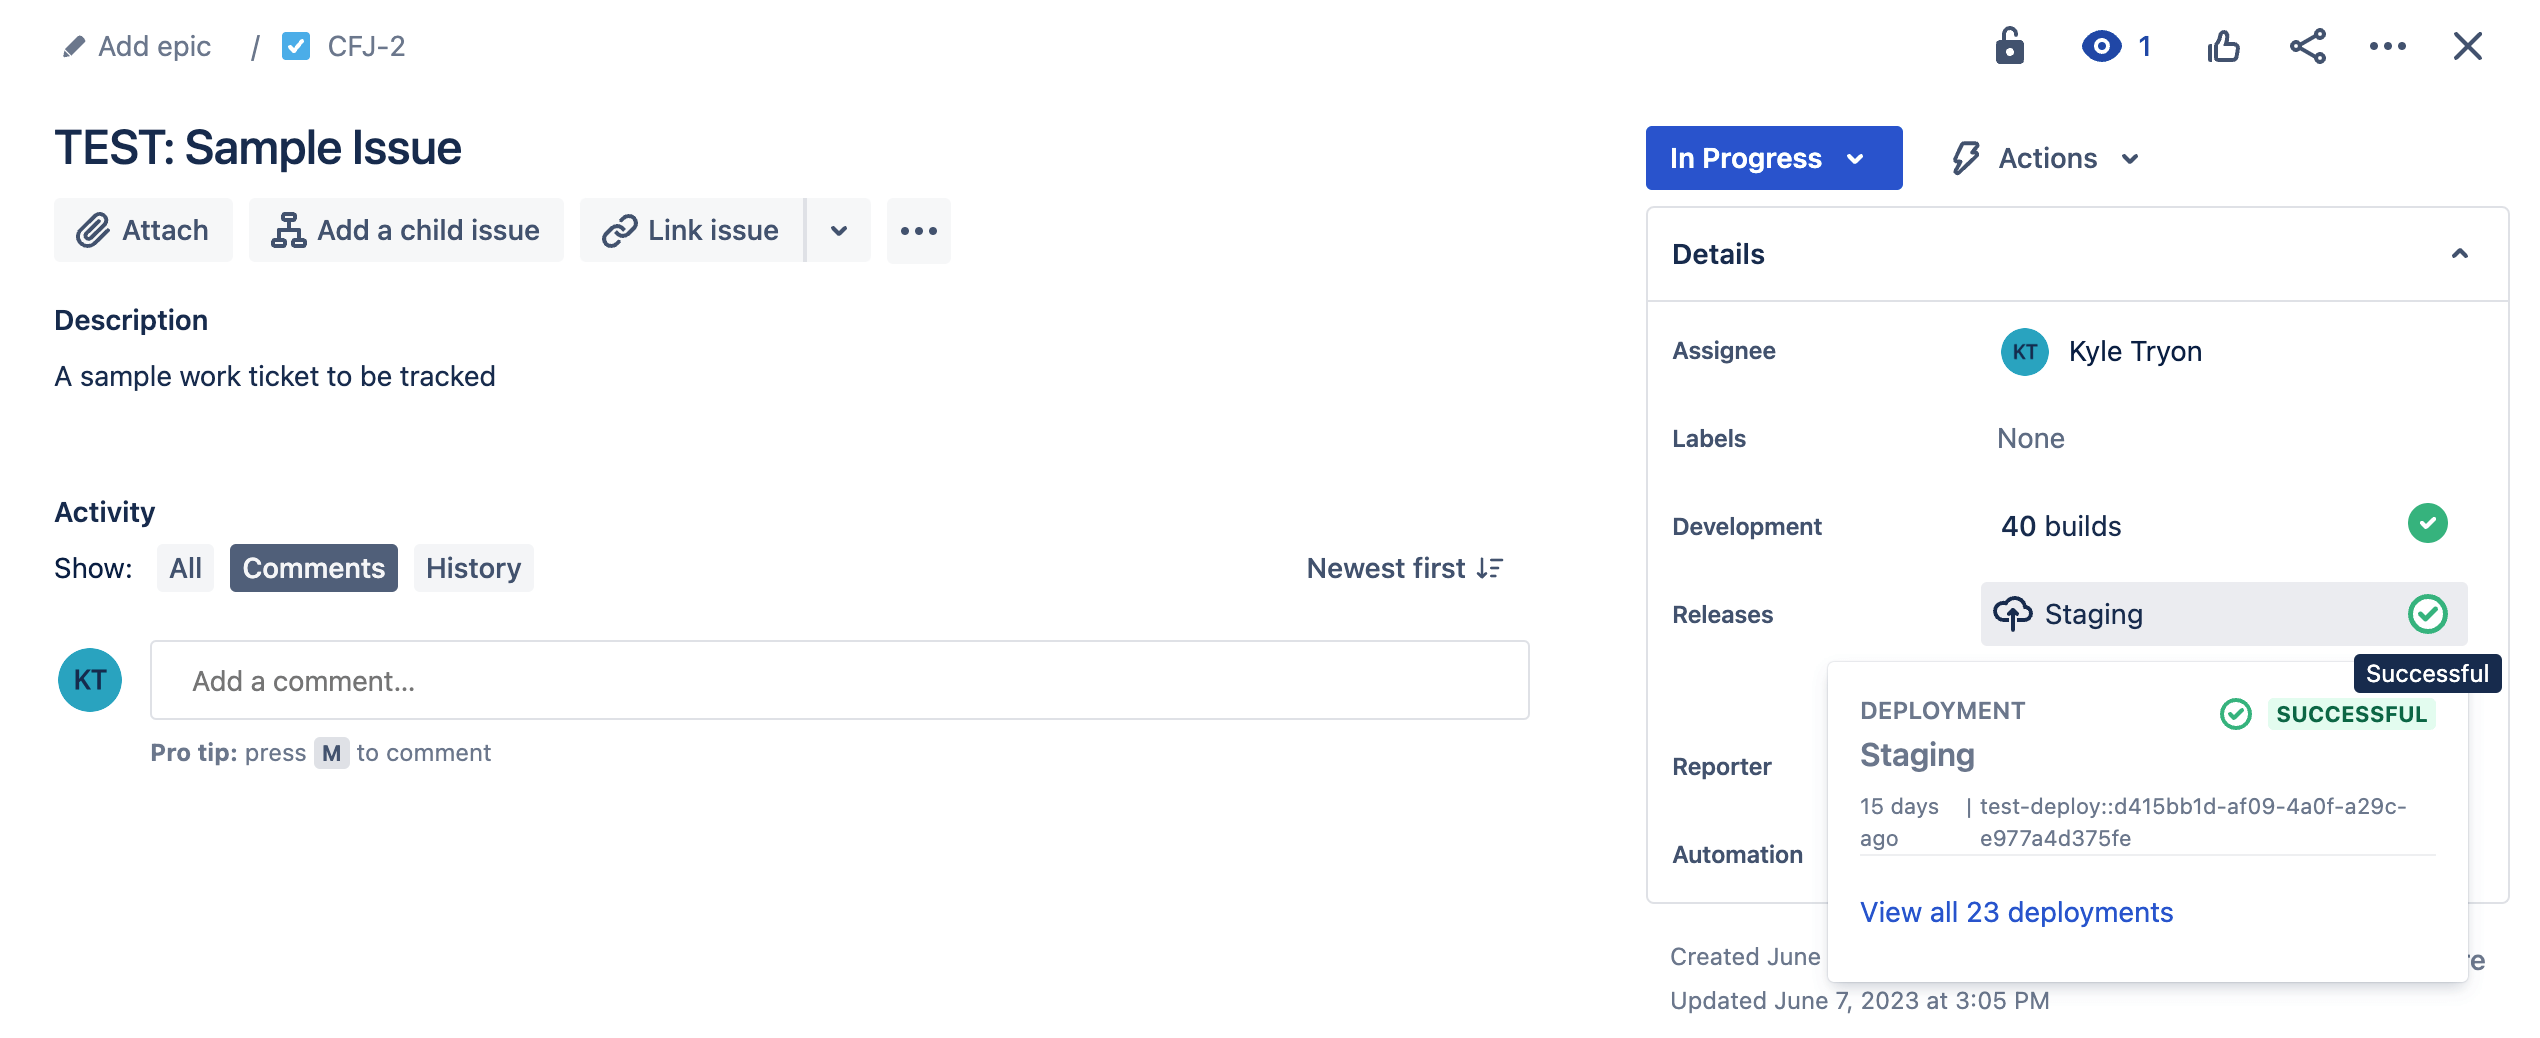 Add epic / CFJ-2
1
TEST: Sample Issue
In Progress
Actions
Attach
Add a child issue
Link issue
Details
Description
A sample work ticket to be tracked
Assignee
KT Kyle Tryon
Labels
None
Development
40 builds
Releases
Staging
Successful
Activity
Show: All Comments History
Newest first
KT
Add a comment...
Pro tip: press M to comment
DEPLOYMENT
SUCCESSFUL
Staging
15 days ago
| test-deploy::d415bb1d-af09-4a0f-a29c-
e977a4d375fe
View all 23 deployments
Reporter
Automation
Created June
Updated June 7, 2023 at 3:05 PM